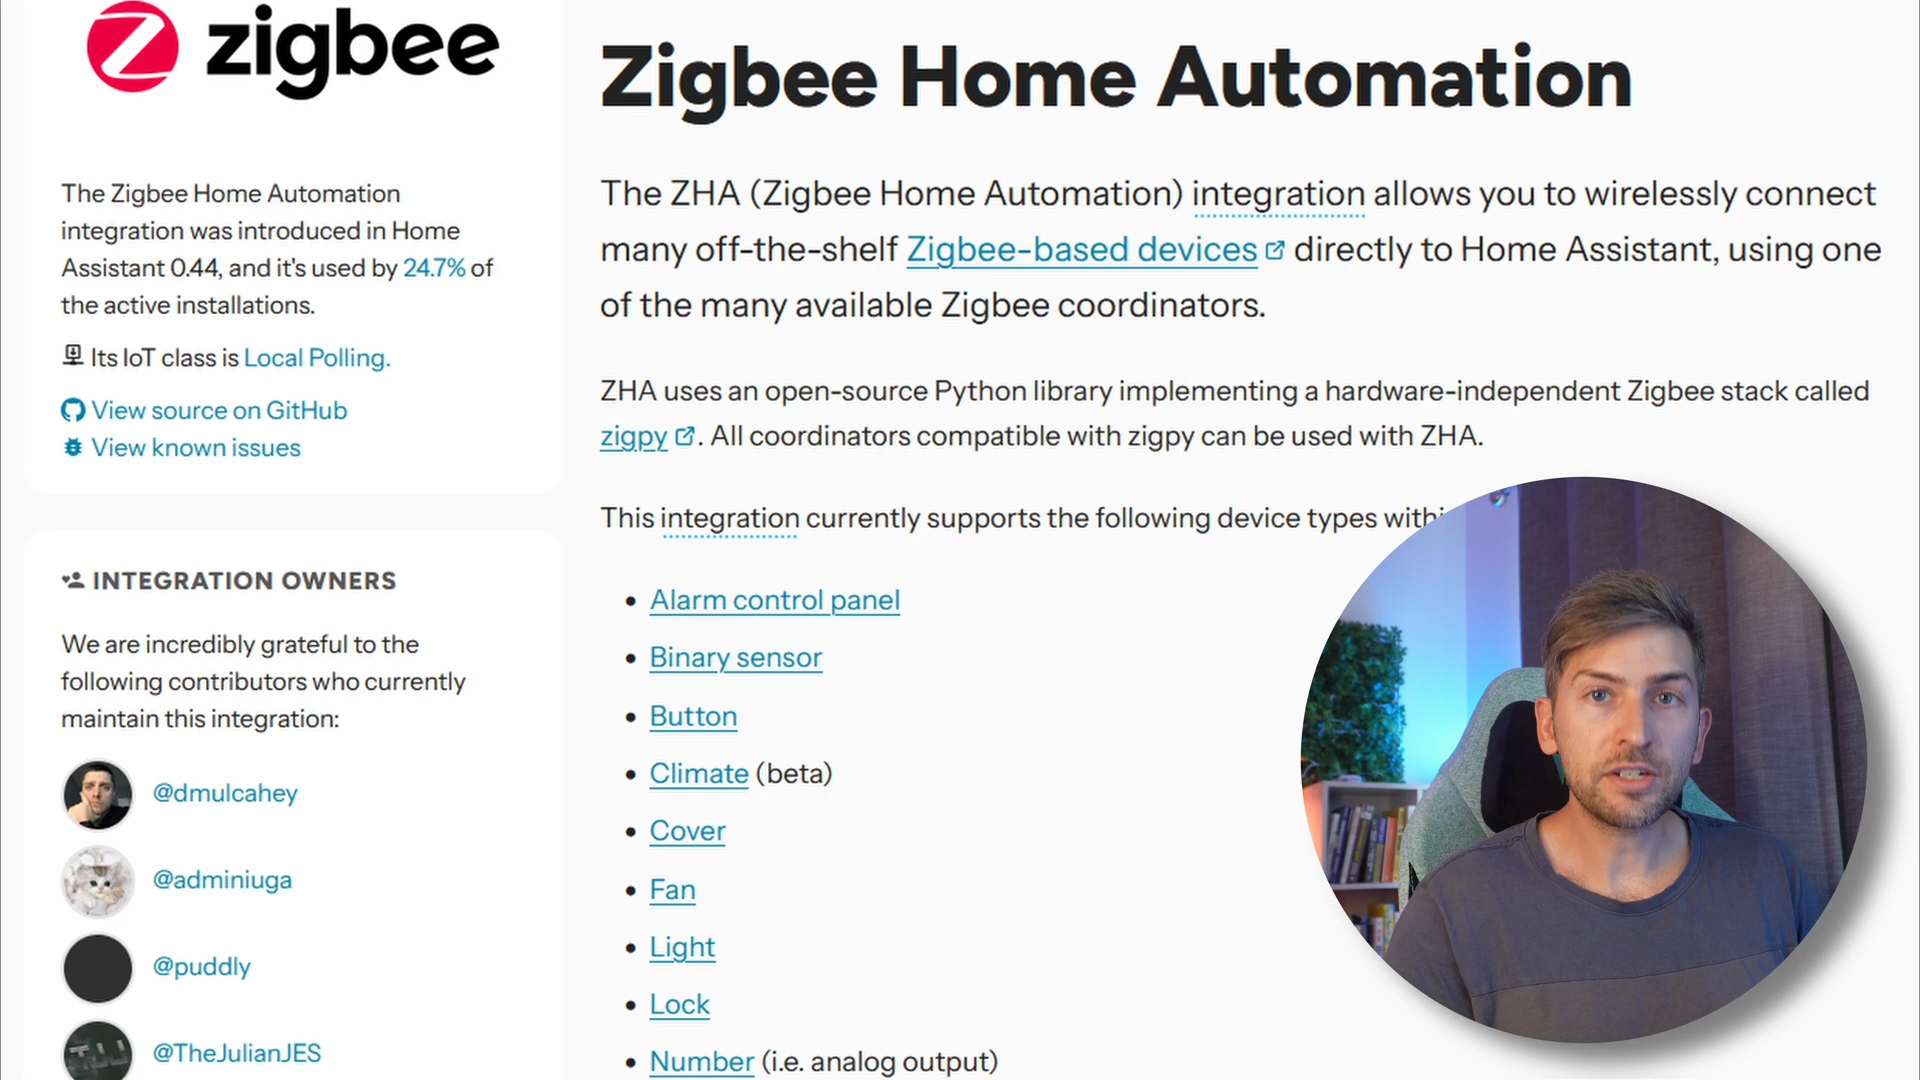 zigbee
The Zigbee Home Automation
integration was introduced in Home
Assistant 0.44, and it's used by 24.7% of
the active installations.
Its IoT class is Local Polling.
View source on GitHub
View known issues
INTEGRATION OWNERS
We are incredibly grateful to the
following contributors who currently
maintain this integration:
@dmulcahey
@adminiuga
@puddly
@TheJulianJES
Zigbee Home Automation
The ZHA (Zigbee Home Automation) integration allows you to wirelessly connect
many off-the-shelf Zigbee-based devices directly to Home Assistant, using one
of the many available Zigbee coordinators.
ZHA uses an open-source Python library implementing a hardware-independent Zigbee stack called
zigpy. All coordinators compatible with zigpy can be used with ZHA.
This integration currently supports the following device types
• Alarm control panel
• Binary sensor
• Button
• Climate (beta)
• Cover
• Fan
• Light
• Lock
• Number (i.e. analog output)